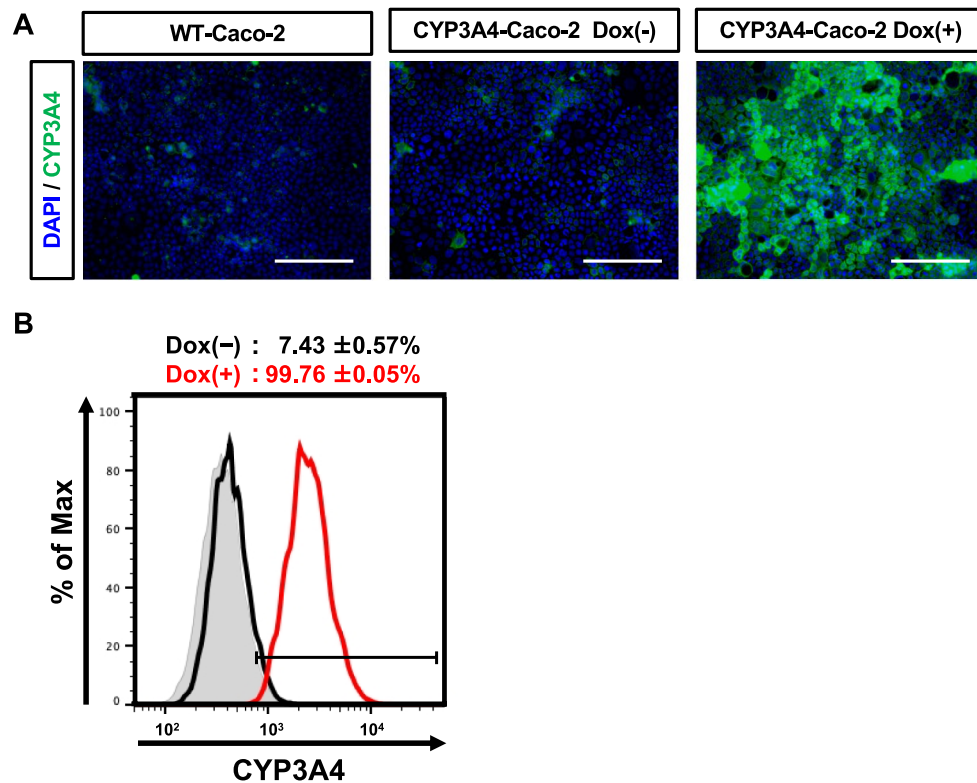 A
WT-Caco-2
CYP3A4-Caco-2 Dox(-)
CYP3A4-Caco-2 Dox(+)
DAPI / CYP3A4
B
Dox(−) : 7.43 ±0.57%
Dox(+) : 99.76 ±0.05%
% of Max
100
80
60
40
20
0
10² 10³ 10⁴
CYP3A4